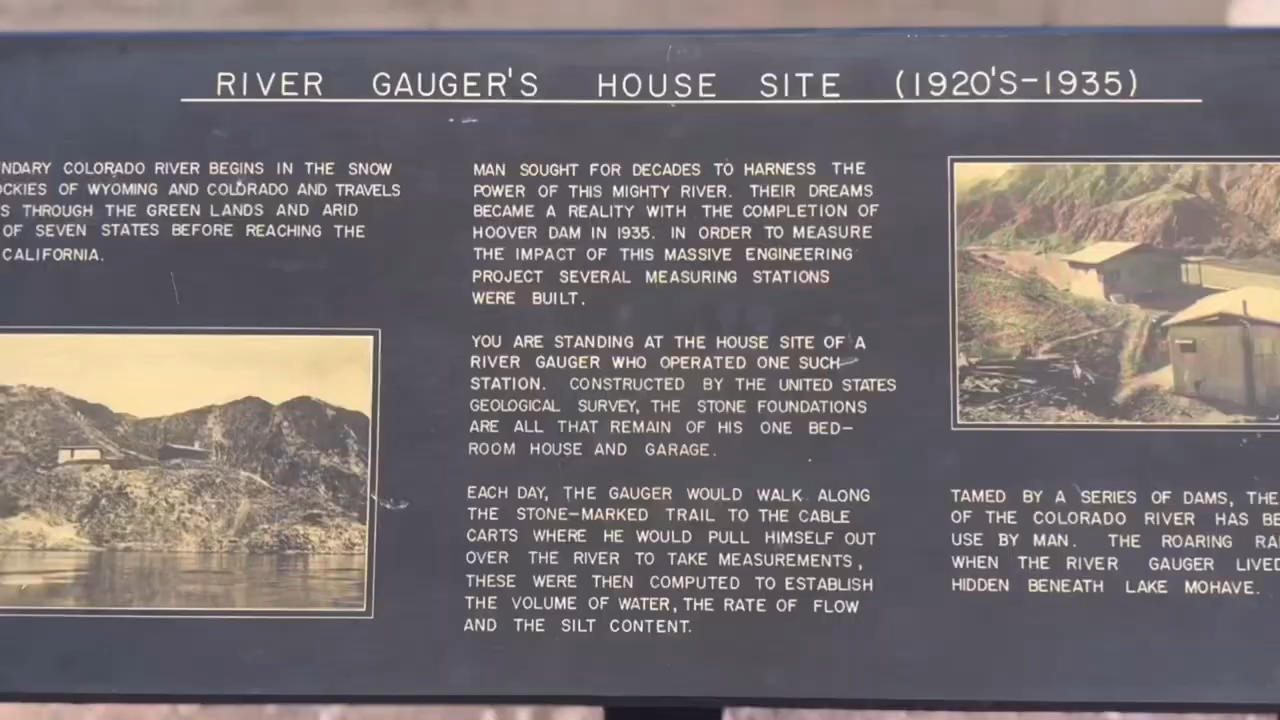 RIVER GAUGER'S HOUSE SITE (1920'S-1935)
COLORADO RIVER BEGINS IN THE SNOW
OF WYOMING AND COLORADO AND TRAVELS
THROUGH THE GREEN LANDS AND ARID
OF SEVEN STATES BEFORE REACHING THE
CALIFORNIA.
MAN SOUGHT FOR DECADES TO HARNESS THE
POWER OF THIS MIGHTY RIVER. THEIR DREAMS
BECAME A REALITY WITH THE COMPLETION OF
HOOVER DAM IN 1935. IN ORDER TO MEASURE
THE IMPACT OF THIS MASSIVE ENGINEERING
PROJECT SEVERAL MEASURING STATIONS
WERE BUILT.
YOU ARE STANDING AT THE HOUSE SITE OF A
RIVER GAUGER WHO OPERATED ONE SUCH
STATION. CONSTRUCTED BY THE UNITED STATES
GEOLOGICAL SURVEY, THE STONE FOUNDATIONS
ARE ALL THAT REMAIN OF HIS ONE BED-
ROOM HOUSE AND GARAGE.
EACH DAY, THE GAUGER WOULD WALK ALONG
THE STONE-MARKED TRAIL TO THE CABLE
CARTS WHERE HE WOULD PULL HIMSELF OUT
OVER THE RIVER TO TAKE MEASUREMENTS,
THESE WERE THEN COMPUTED TO ESTABLISH
THE VOLUME OF WATER, THE RATE OF FLOW
AND THE SILT CONTENT.
TAMED BY A SERIES OF DAMS, THE
OF THE COLORADO RIVER HAS
USE BY MAN. THE ROARING
WHEN THE RIVER GAUGER LIVED
HIDDEN BENEATH LAKE MOHAVE.